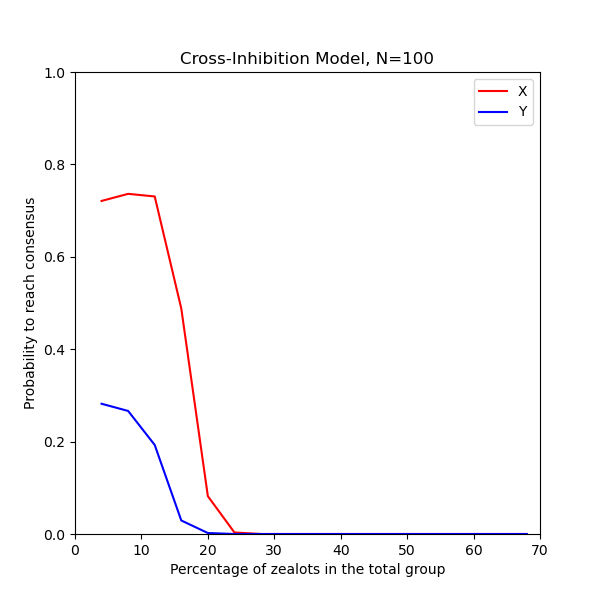 Cross-Inhibition Model, N=100
1.0
0.8
0.6
0.4
0.2
0.0
Probability to reach consensus
X
Y
0 10 20 30 40 50 60 70
Percentage of zealots in the total group